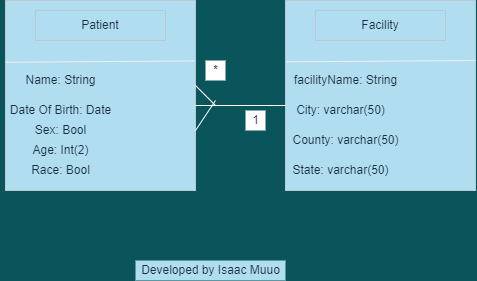 Patient
Name: String
Date Of Birth: Date
Sex: Bool
Age: Int(2)
Race: Bool
*
1
Facility
facilityName: String
City: varchar(50)
County: varchar(50)
State: varchar(50)
Developed by Isaac Muuo